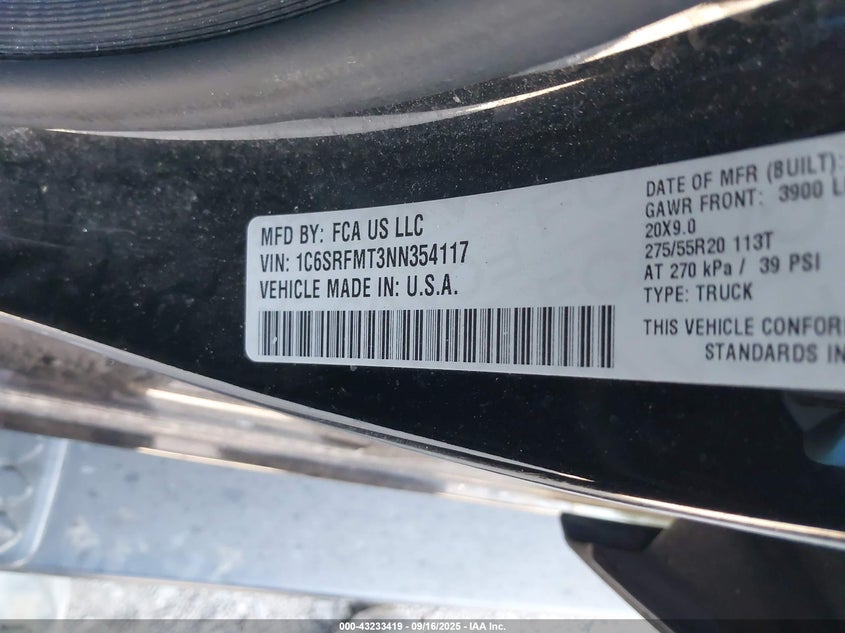 MFD BY: FCA US LLC
VIN: 1C6SRFMT3NN354117
VEHICLE MADE IN: U.S.A.
DATE OF MFR (BUILT):
GAWR FRONT: 3900
20X9.0
275/55R20 113T
AT 270 kPa / 39 PSI
TYPE: TRUCK
THIS VEHICLE
STANDARDS IN
000-43233419 - 09/16/2025 - IAA Inc.